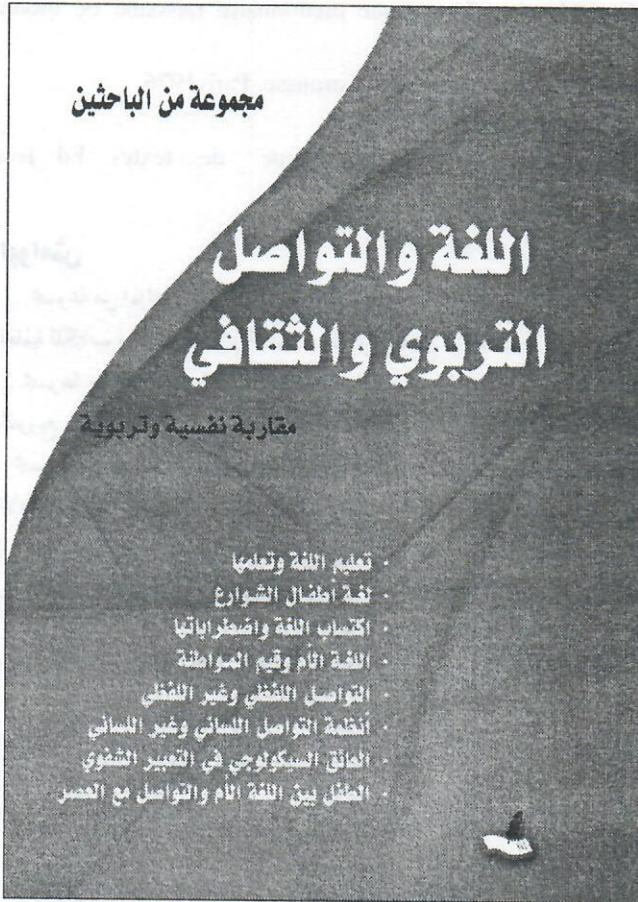 مجموعة من الباحثين
اللغة والتواصل
التربوي والثقافي
مقاربة نفسية وتربوية
· تعليم اللغة وتعلمها
· لغة أطفال الشوارع
· اكتساب اللغة واضطراباتها
· اللغة الأم وقيم المواطنة
· التواصل اللفظي وغير اللفظي
· أنظمة التواصل اللساني وغير اللساني
· العائق السيكولوجي في التعبير الشفوي
· الطفل بين اللغة الأم والتواصل مع العصر